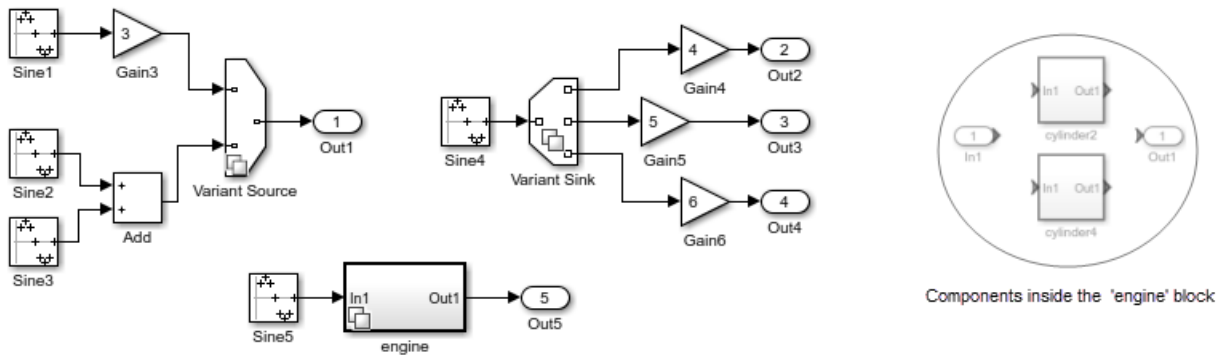 Sine1
3
Gain3
Sine2
Sine3
+
+
Add
Variant Source
1
Out1
Sine4
Variant Sink
4
Gain4
2
Out2
5
Gain5
3
Out3
6
Gain6
4
Out4
Sine5
In1 Out1
engine
5
Out5
1
In1
In1 Out1
cylinder2
In1 Out1
cylinder4
1
Out1
Components inside the 'engine' block